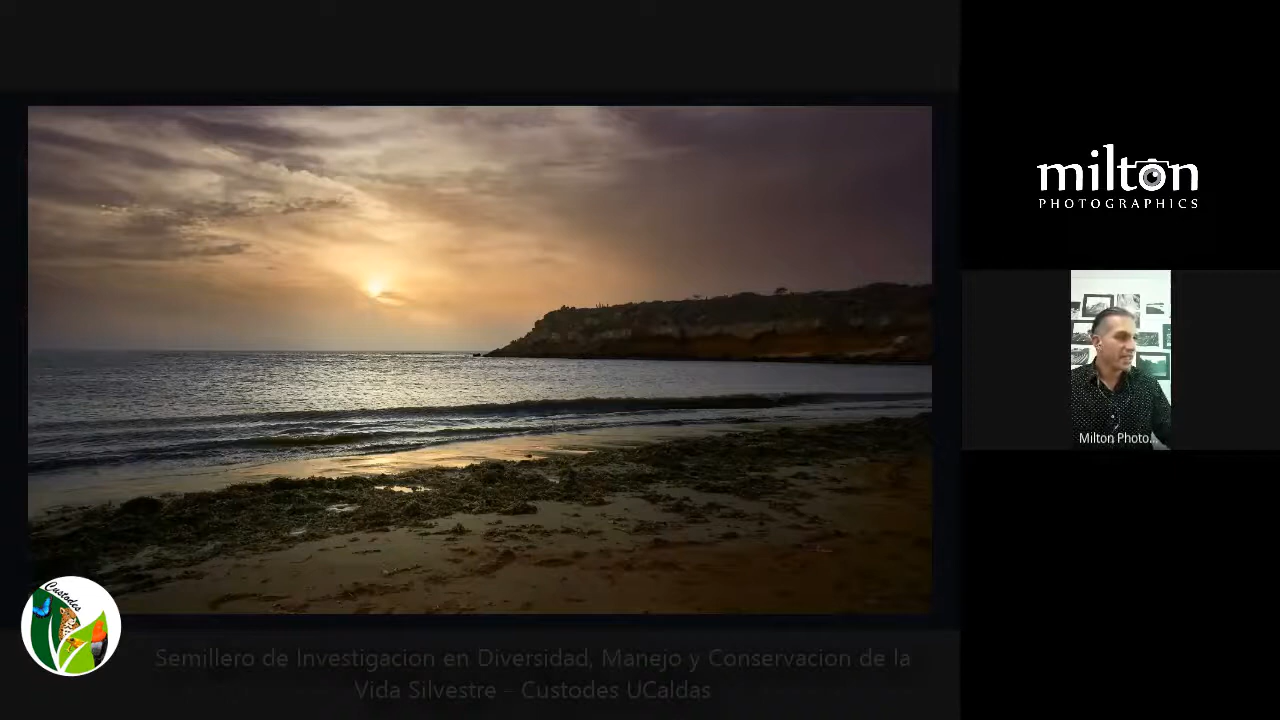 milton
PHOTOGRAPHICS
Milton Photo...
Custodes
Semillero de Investigacion en Diversidad, Manejo y Conservacion de la
Vida Silvestre - Custodes UCaldas